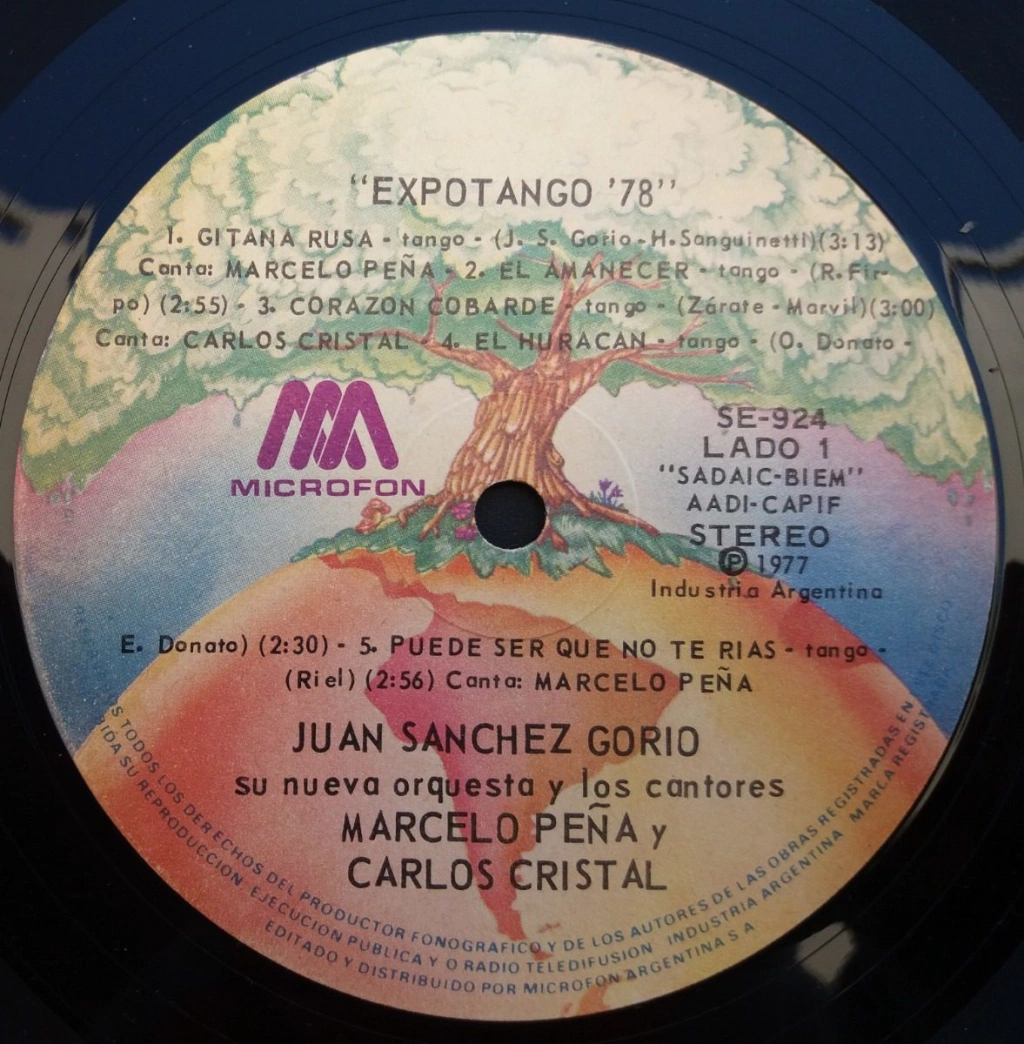 "EXPOTANGO '78"
1. GITANA RUSA - tango - (J. S. Gorio-H.Sanguinetti)(3:13)
Canta: MARCELO PEÑA - 2. EL AMANECER - tango - (R.Fir-
po) (2:55) - 3. CORAZON COBARDE - tango - (Zárate - Marvil)(3:00)
Canta: CARLOS CRISTAL - 4. EL HURACAN - tango - (O. Donato -
MICROFON
SE-924
LADO 1
"SADAIC-BIEM"
AADI-CAPIF
STEREO
Ⓟ 1977
Industria Argentina
E. Donato) (2:30) - 5. PUEDE SER QUE NO TE RIAS - tango -
(Riel) (2:56) Canta: MARCELO PEÑA
JUAN SANCHEZ GORIO
su nueva orquesta y los cantores
MARCELO PEÑA y
CARLOS CRISTAL
TODOS LOS DERECHOS DEL PRODUCTOR FONOGRAFICO Y DE LOS AUTORES DE LAS OBRAS REGISTRADAS EN
SU REPRODUCCION EJECUCION PUBLICA Y O RADIO TELEDIFUSION INDUSTRIA ARGENTINA MARCA REGIST
EDITADO Y DISTRIBUIDO POR MICROFON ARGENTINA S A